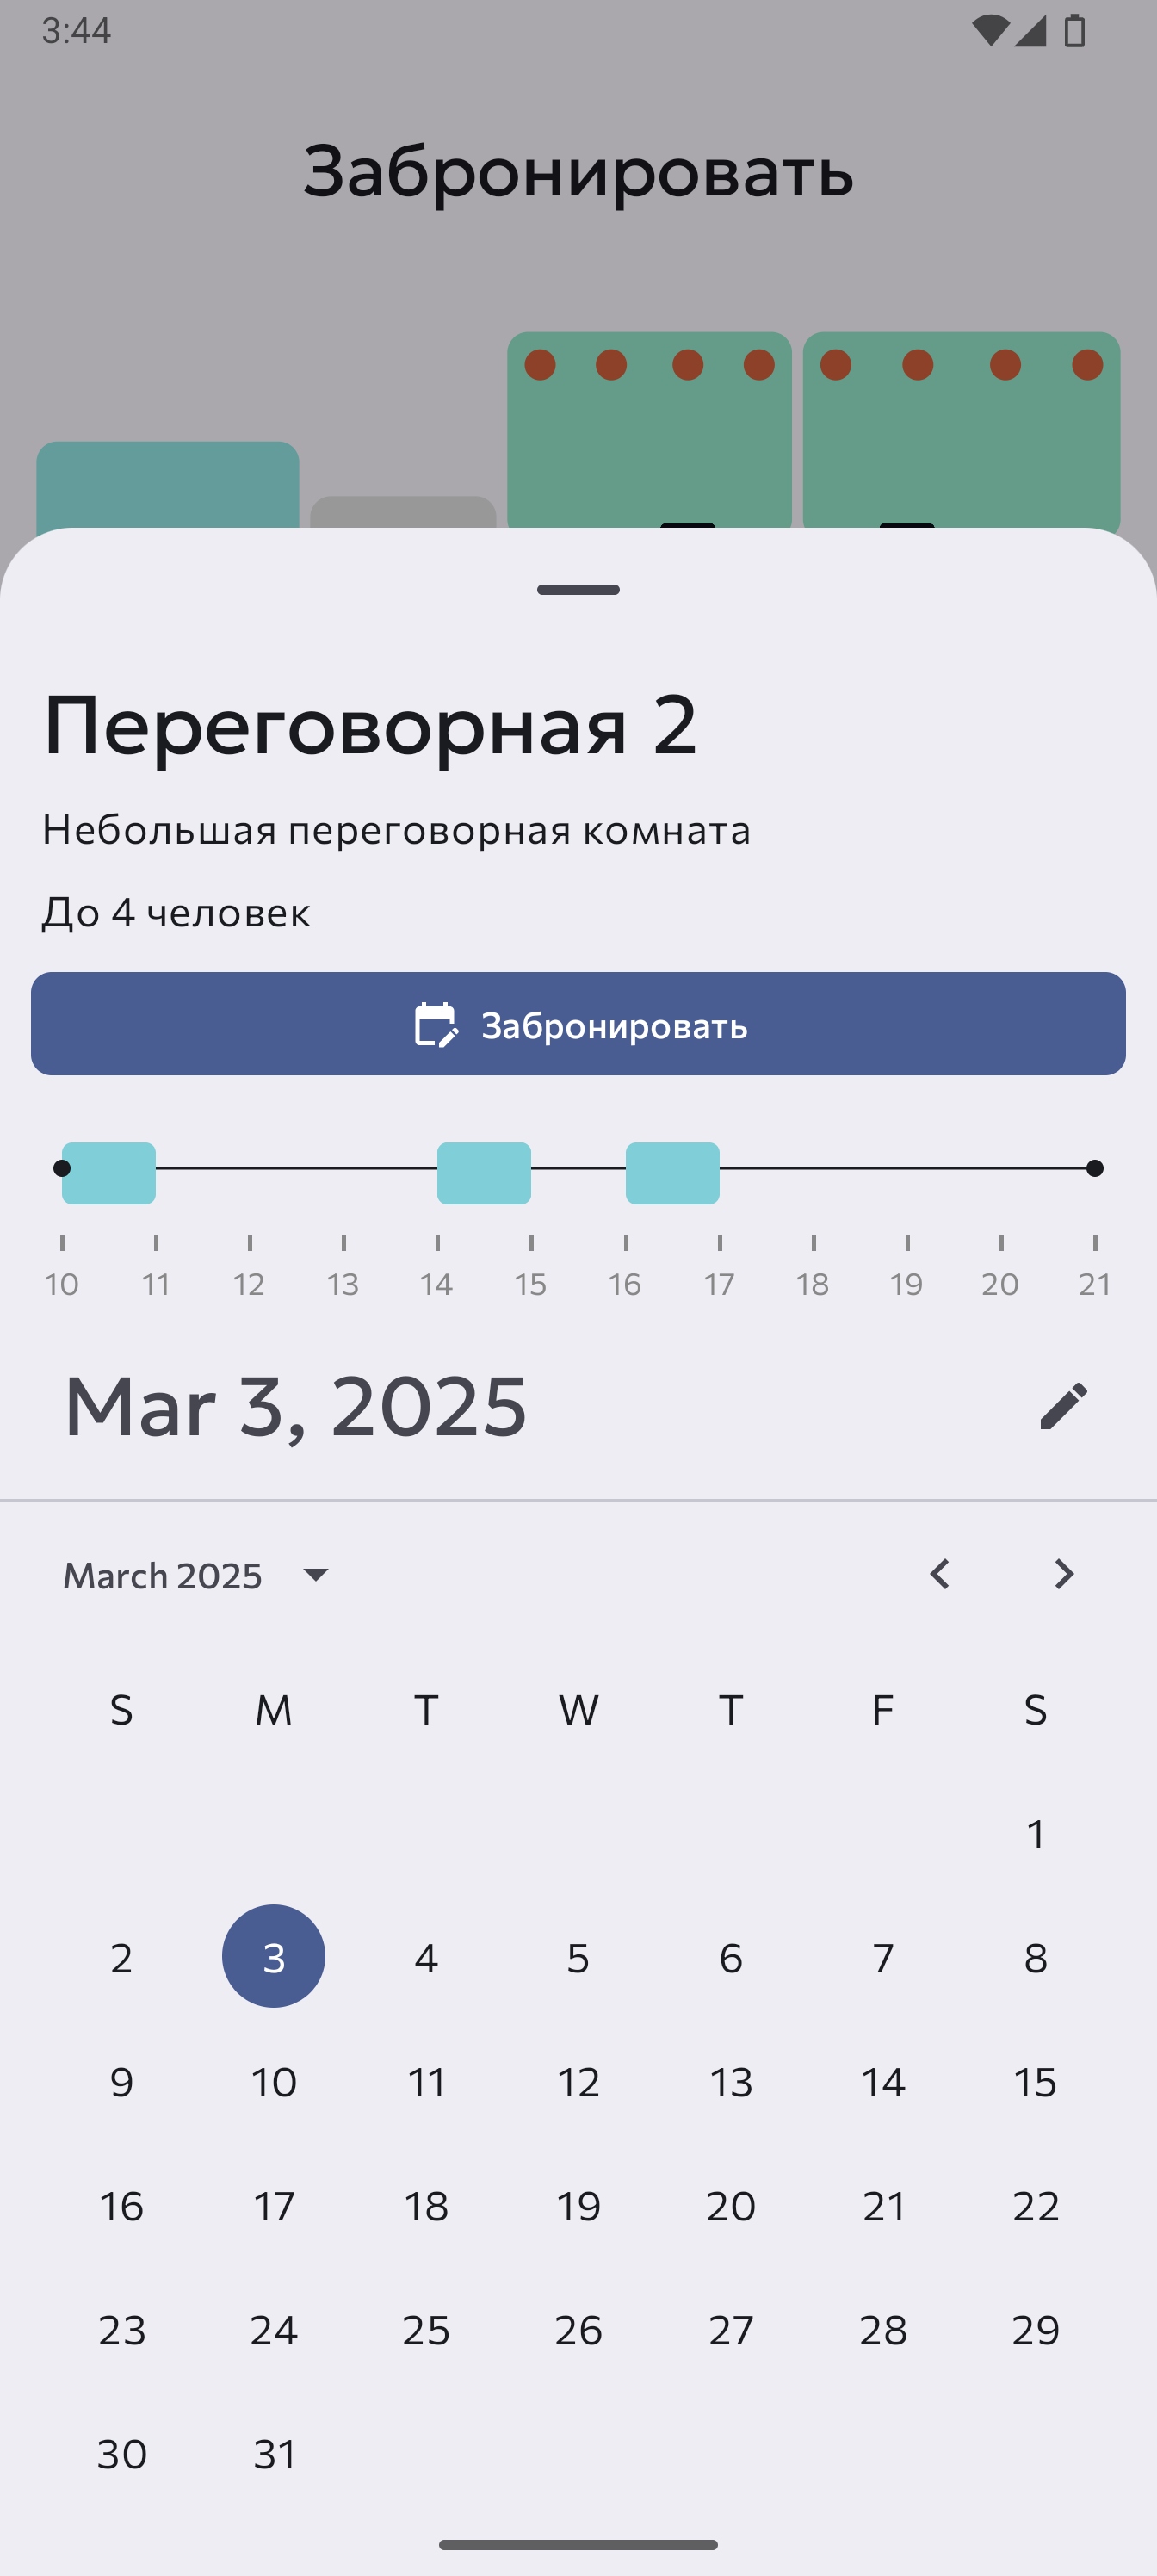 3:44
Забронировать
Переговорная 2
Небольшая переговорная комната
До 4 человек
Забронировать
10 11 12 13 14 15 16 17 18 19 20 21
Mar 3, 2025
March 2025
S M T W T F S
1
2 3 4 5 6 7 8
9 10 11 12 13 14 15
16 17 18 19 20 21 22
23 24 25 26 27 28 29
30 31